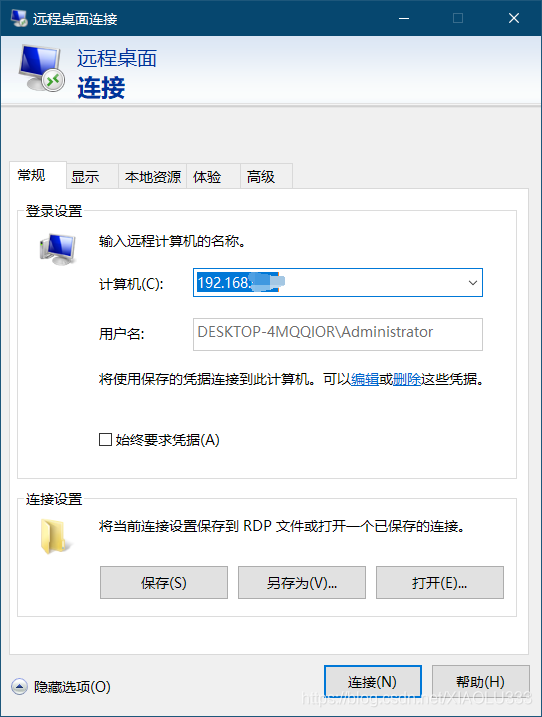 远程桌面连接
远程桌面
连接
常规 显示 本地资源 体验 高级
登录设置
输入远程计算机的名称。
计算机(C): 192.168.
用户名: DESKTOP-4MQQIOR\Administrator
将使用保存的凭据连接到此计算机。可以编辑或删除这些凭据。
始终要求凭据(A)
连接设置
将当前连接设置保存到 RDP 文件或打开一个已保存的连接。
保存(S) 另存为(V)... 打开(E)...
隐藏选项(O) 连接(N) 帮助(H)
https://blog.csdn.net/XIAOLU333